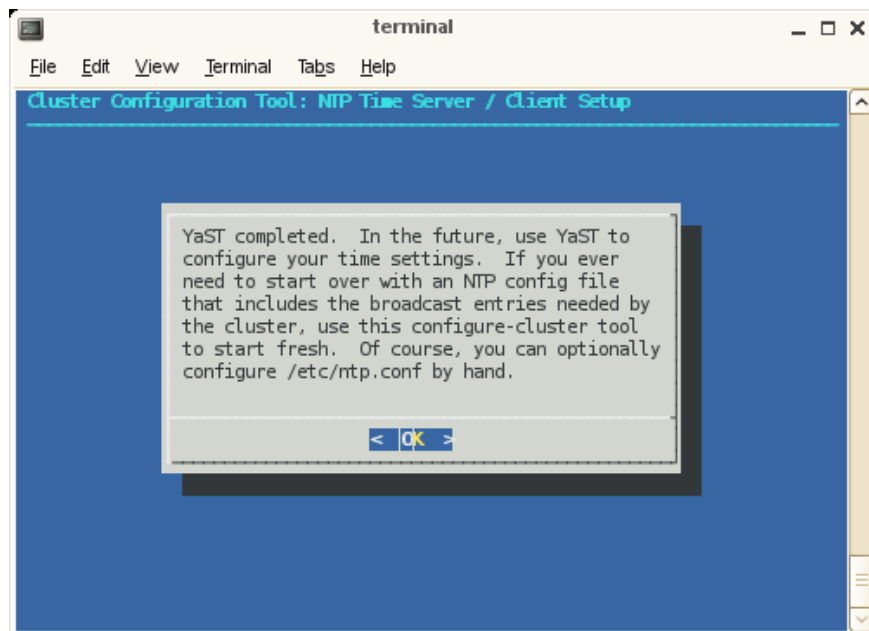 terminal
File Edit View Terminal Tabs Help
Cluster Configuration Tool: NTP Time Server / Client Setup
YaST completed.  In the future, use YaST to
configure your time settings.  If you ever
need to start over with an NTP config file
that includes the broadcast entries needed by
the cluster, use this configure-cluster tool
to start fresh.  Of course, you can optionally
configure /etc/ntp.conf by hand.
< OK >